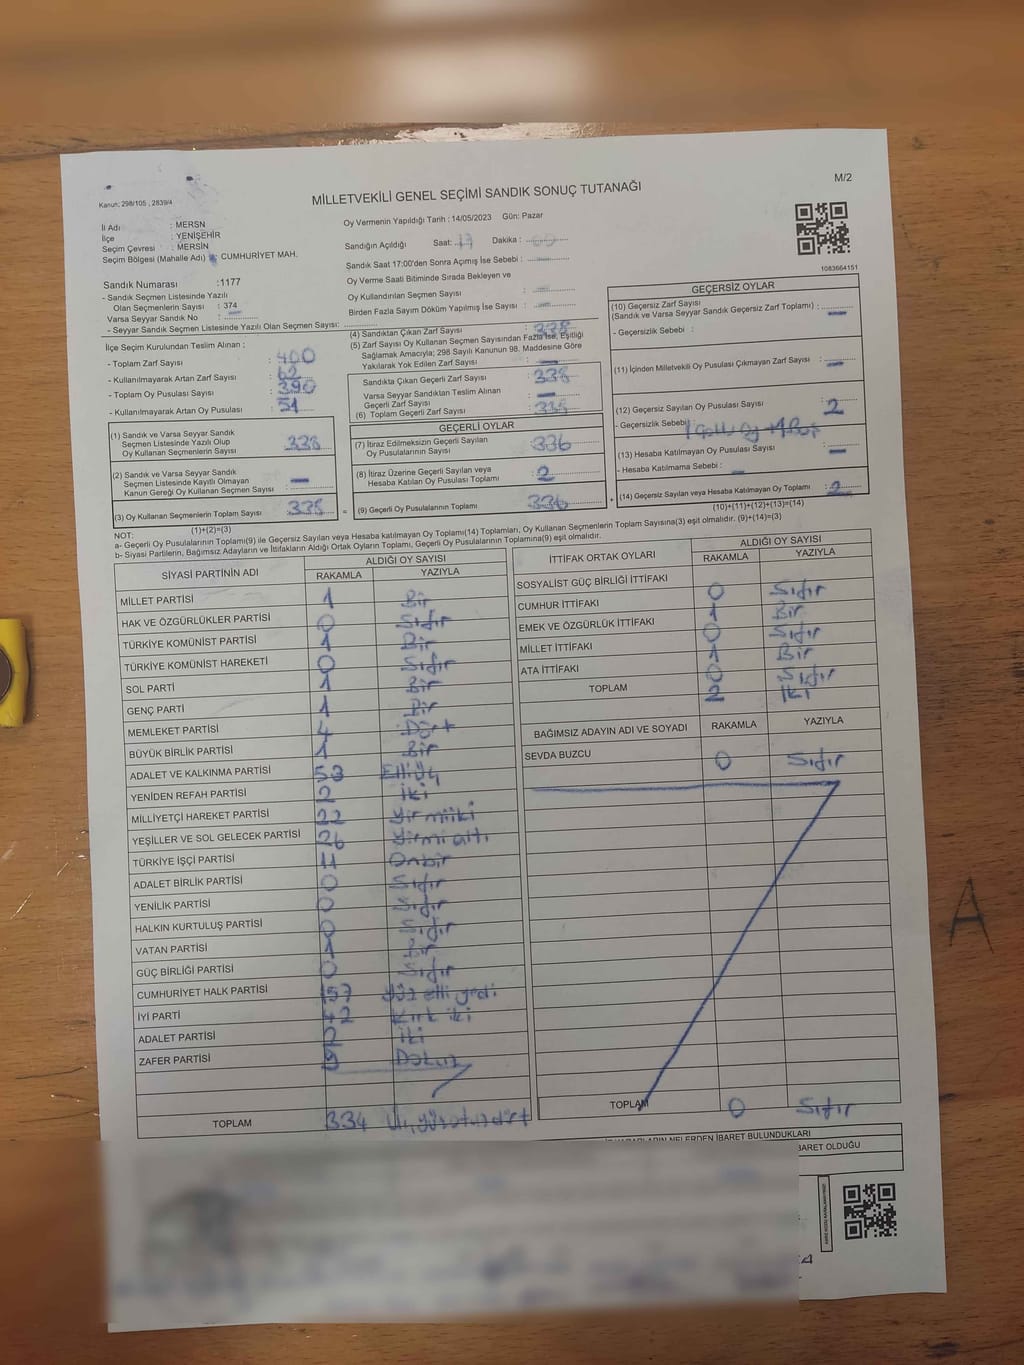 M/2
Kanun; 298/105 , 2839/4
MİLLETVEKİLİ GENEL SEÇİMİ SANDIK SONUÇ TUTANAĞI
İl Adı : MERSN
İlçe : YENİŞEHİR
Seçim Çevresi : MERSİN
Seçim Bölgesi (Mahalle Adı) : CUMHURİYET MAH.
Sandık Numarası :1177
- Sandık Seçmen Listesinde Yazılı
Olan Seçmenlerin Sayısı : 374
Varsa Seyyar Sandık No :
- Seyyar Sandık Seçmen Listesinde Yazılı Olan Seçmen Sayısı:
Oy Vermenin Yapıldığı Tarih : 14/05/2023 Gün: Pazar
Sandığın Açıldığı Saat: 17 Dakika : 00
Sandık Saat 17:00'den Sonra Açımış İse Sebebi :
Oy Verme Saati Bitiminde Sırada Bekleyen ve
Oy Kullandırılan Seçmen Sayısı :
Birden Fazla Sayım Döküm Yapılmış İse Sayısı :
1083664151
İlçe Seçim Kurulundan Teslim Alınan ;
- Toplam Zarf Sayısı : 400
- Kullanılmayarak Artan Zarf Sayısı : 62
- Toplam Oy Pusulası Sayısı : 390
- Kullanılmayarak Artan Oy Pusulası : 51
(1) Sandık ve Varsa Seyyar Sandık
Seçmen Listesinde Yazılı Olup
Oy Kullanan Seçmenlerin Sayısı : 338
(2) Sandık ve Varsa Seyyar Sandık
Seçmen Listesinde Kayıtlı Olmayan
Kanun Gereği Oy Kullanan Seçmen Sayısı : —
(3) Oy Kullanan Seçmenlerin Toplam Sayısı : 338
(1)+(2)=(3)
(4) Sandıktan Çıkan Zarf Sayısı : 338
(5) Zarf Sayısı Oy Kullanan Seçmen Sayısından Fazla İse, Eşitliği
Sağlamak Amacıyla; 298 Sayılı Kanunun 98. Maddesine Göre
Yakılarak Yok Edilen Zarf Sayısı : —
Sandıkta Çıkan Geçerli Zarf Sayısı : 338
Varsa Seyyar Sandıktan Teslim Alınan
Geçerli Zarf Sayısı : —
(6) Toplam Geçerli Zarf Sayısı : 338
GEÇERLİ OYLAR
(7) İtiraz Edilmeksizin Geçerli Sayılan
Oy Pusulalarının Sayısı : 336
(8) İtiraz Üzerine Geçerli Sayılan veya
Hesaba Katılan Oy Pusulası Toplamı : 2
(9) Geçerli Oy Pusulalarının Toplamı : 336
GEÇERSİZ OYLAR
(10) Geçersiz Zarf Sayısı
(Sandık ve Varsa Seyyar Sandık Geçersiz Zarf Toplamı) : —
- Geçersizlik Sebebi :
(11) İçinden Milletvekili Oy Pusulası Çıkmayan Zarf Sayısı : —
(12) Geçersiz Sayılan Oy Pusulası Sayısı : 2
- Geçersizlik Sebebi :
(13) Hesaba Katılmayan Oy Pusulası Sayısı : —
- Hesaba Katılmama Sebebi : —
(14) Geçersiz Sayılan veya Hesaba Katılmayan Oy Toplamı : 2
(10)+(11)+(12)+(13)=(14)
NOT:
a- Geçerli Oy Pusulalarının Toplamı(9) ile Geçersiz Sayılan veya Hesaba katılmayan Oy Toplamı(14) Toplamları, Oy Kullanan Seçmenlerin Toplam Sayısına(3) eşit olmalıdır. (9)+(14)=(3)
b- Siyasi Partilerin, Bağımsız Adayların ve İttifakların Aldığı Ortak Oyların Toplamı, Geçerli Oy Pusulalarının Toplamına(9) eşit olmalıdır.
SİYASİ PARTİNİN ADI ALDIĞI OY SAYISI
RAKAMLA YAZIYLA
MİLLET PARTİSİ 1 Bir
HAK VE ÖZGÜRLÜKLER PARTİSİ 0 Sıfır
TÜRKİYE KOMÜNİST PARTİSİ 1 Bir
TÜRKİYE KOMÜNİST HAREKETİ 0 Sıfır
SOL PARTİ 1 Bir
GENÇ PARTİ 1 Bir
MEMLEKET PARTİSİ 4 Dört
BÜYÜK BİRLİK PARTİSİ 1 Bir
ADALET VE KALKINMA PARTİSİ 53 Elliüç
YENİDEN REFAH PARTİSİ 2 İki
MİLLİYETÇİ HAREKET PARTİSİ 22 Yirmiiki
YEŞİLLER VE SOL GELECEK PARTİSİ 26 Yirmialtı
TÜRKİYE İŞÇİ PARTİSİ 11 Onbir
ADALET BİRLİK PARTİSİ 0 Sıfır
YENİLİK PARTİSİ 0 Sıfır
HALKIN KURTULUŞ PARTİSİ 0 Sıfır
VATAN PARTİSİ 1 Bir
GÜÇ BİRLİĞİ PARTİSİ 0 Sıfır
CUMHURİYET HALK PARTİSİ 157 Yüz elli yedi
İYİ PARTİ 42 Kırk iki
ADALET PARTİSİ 2 İki
ZAFER PARTİSİ 9 Dokuz
TOPLAM 334 Üçyüzotuzdört
İTTİFAK ORTAK OYLARI ALDIĞI OY SAYISI
RAKAMLA YAZIYLA
SOSYALİST GÜÇ BİRLİĞİ İTTİFAKI 0 Sıfır
CUMHUR İTTİFAKI 1 Bir
EMEK VE ÖZGÜRLÜK İTTİFAKI 0 Sıfır
MİLLET İTTİFAKI 1 Bir
ATA İTTİFAKI 0 Sıfır
TOPLAM 2 İki
BAĞIMSIZ ADAYIN ADI VE SOYADI RAKAMLA YAZIYLA
SEVDA BUZCU 0 Sıfır
TOPLAM 0 Sıfır
NELERDEN İBARET BULUNDUKLARI
BARET OLDUĞU
A